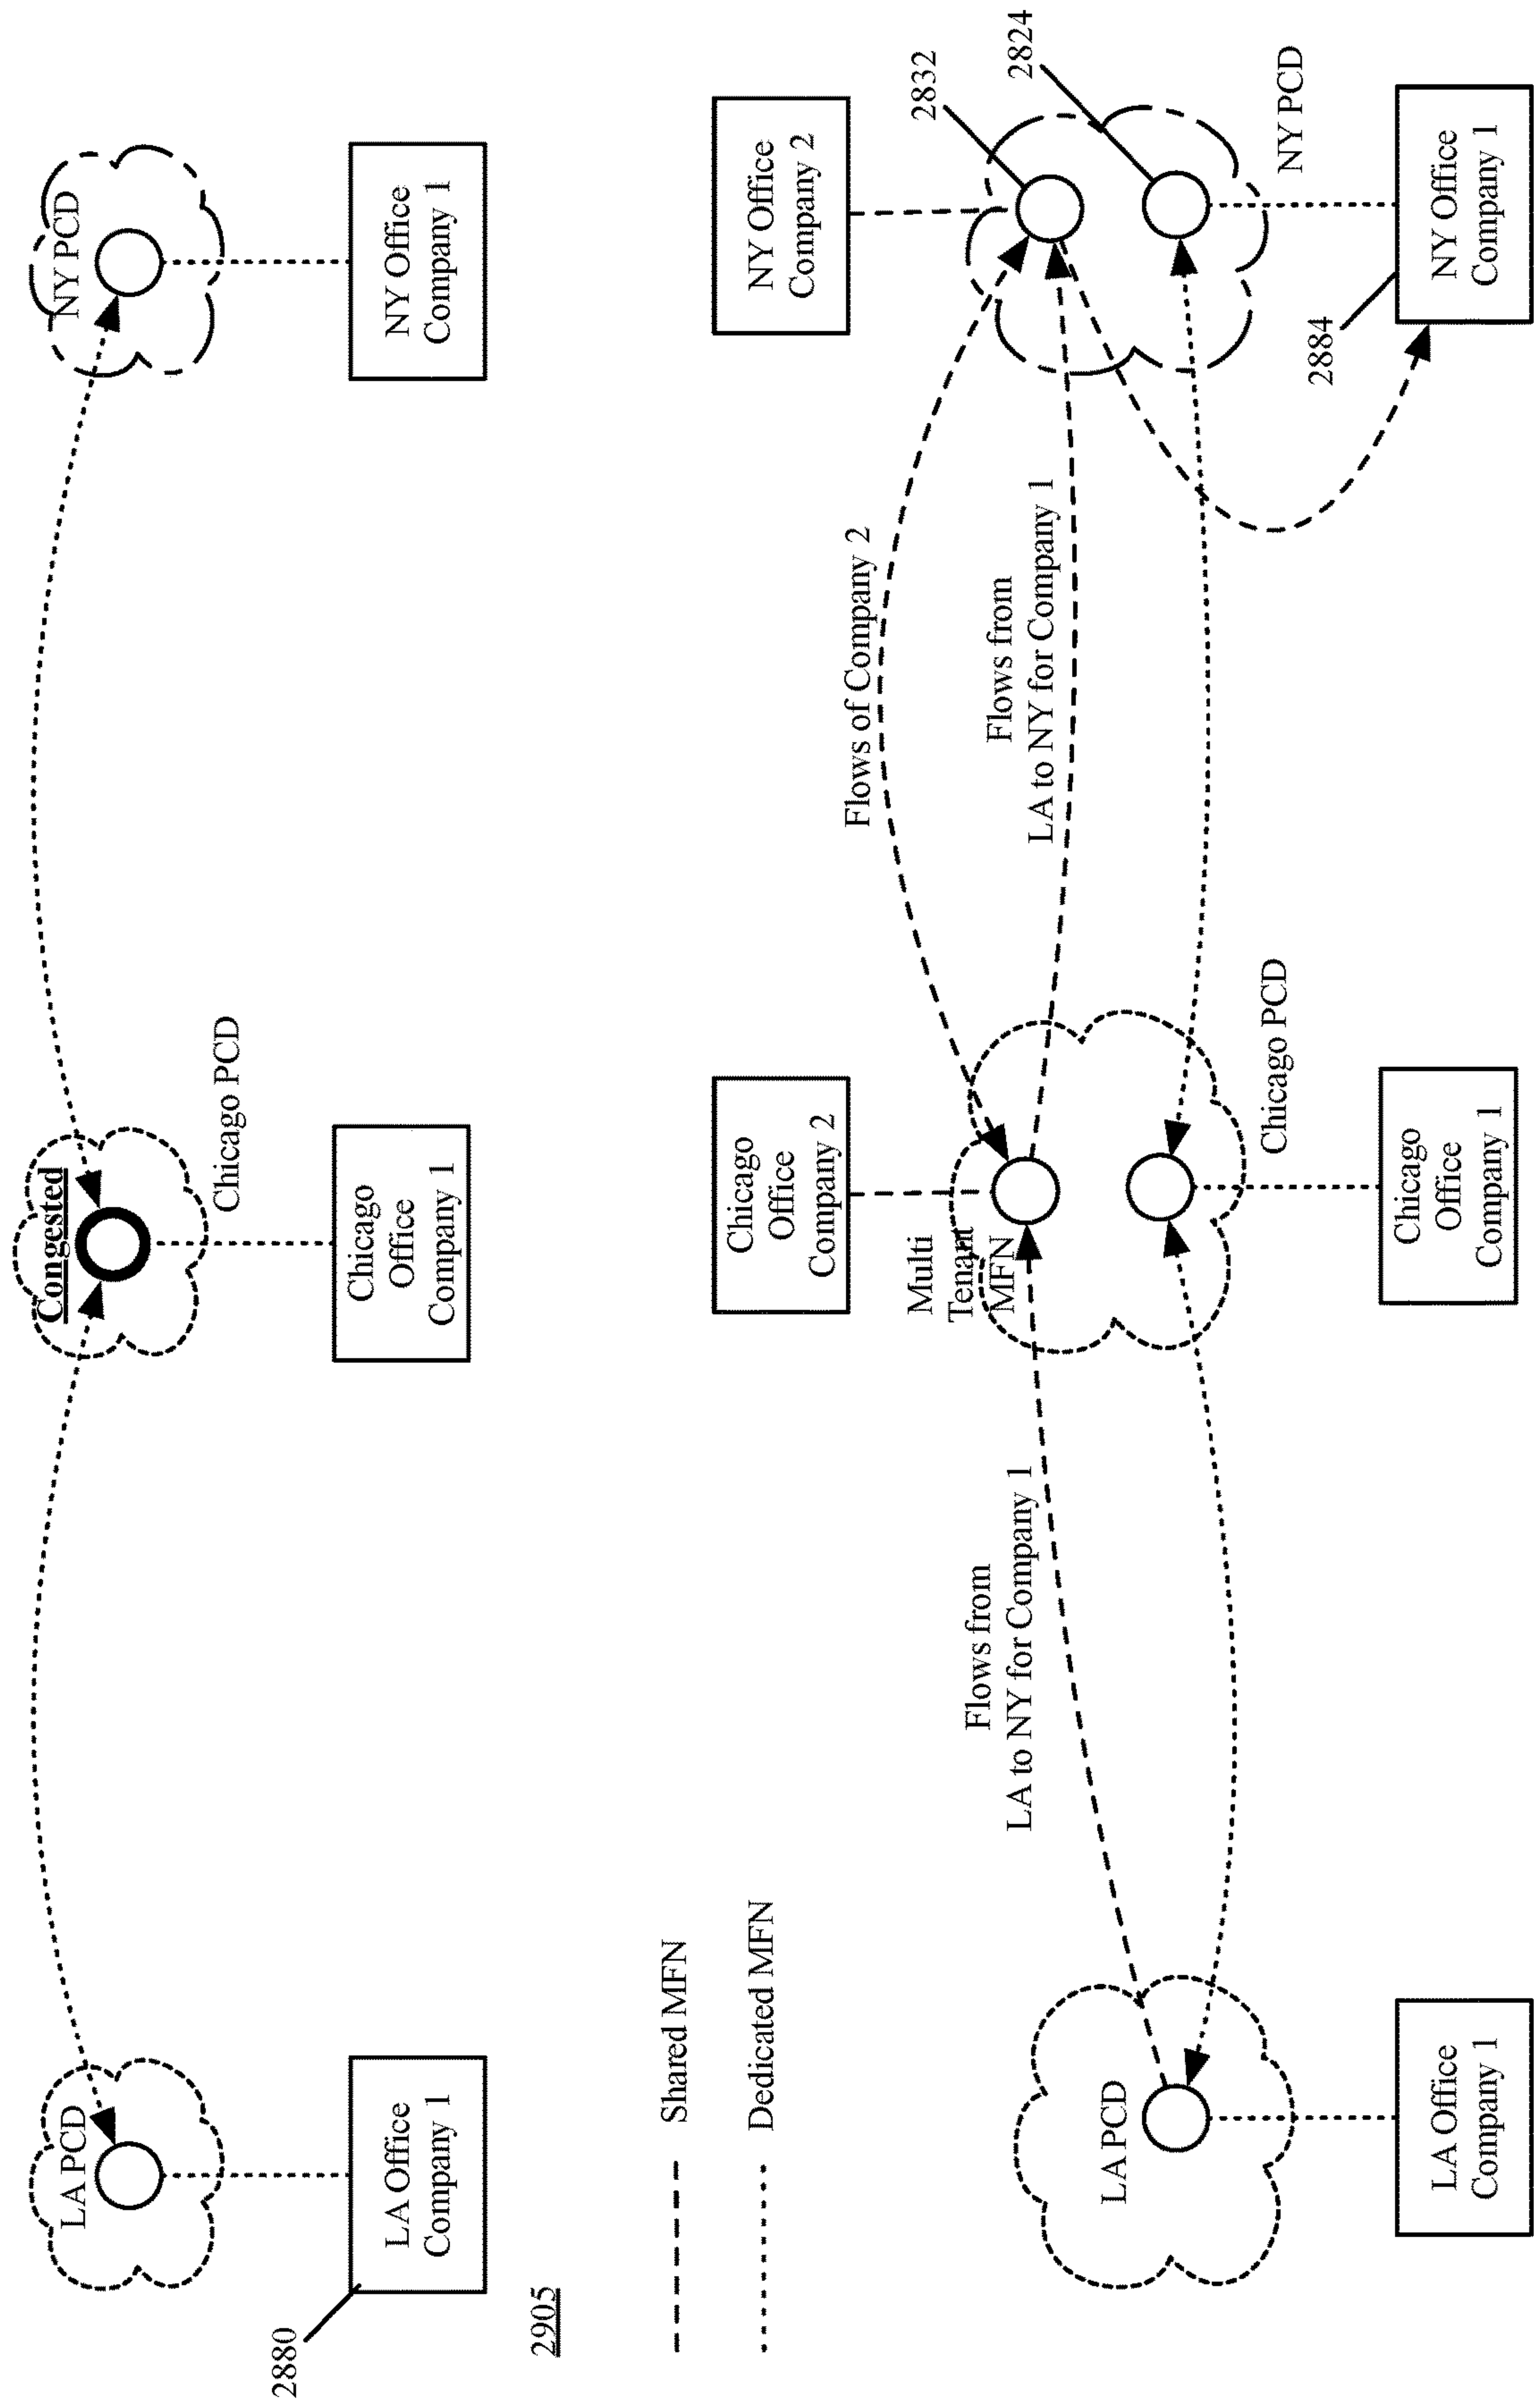 LA PCD
Congested
NY PCD
Chicago PCD
2880
LA Office
Company 1
Chicago
Office
Company 1
NY Office
Company 1
2905
Shared MFN
Dedicated MFN
Chicago
Office
Company 2
NY Office
Company 2
Flows of Company 2
2832
2824
Multi
Tenant
MFN
Flows from
LA to NY for Company 1
Flows from
LA to NY for Company 1
LA PCD
Chicago PCD
NY PCD
2884
LA Office
Company 1
Chicago
Office
Company 1
NY Office
Company 1